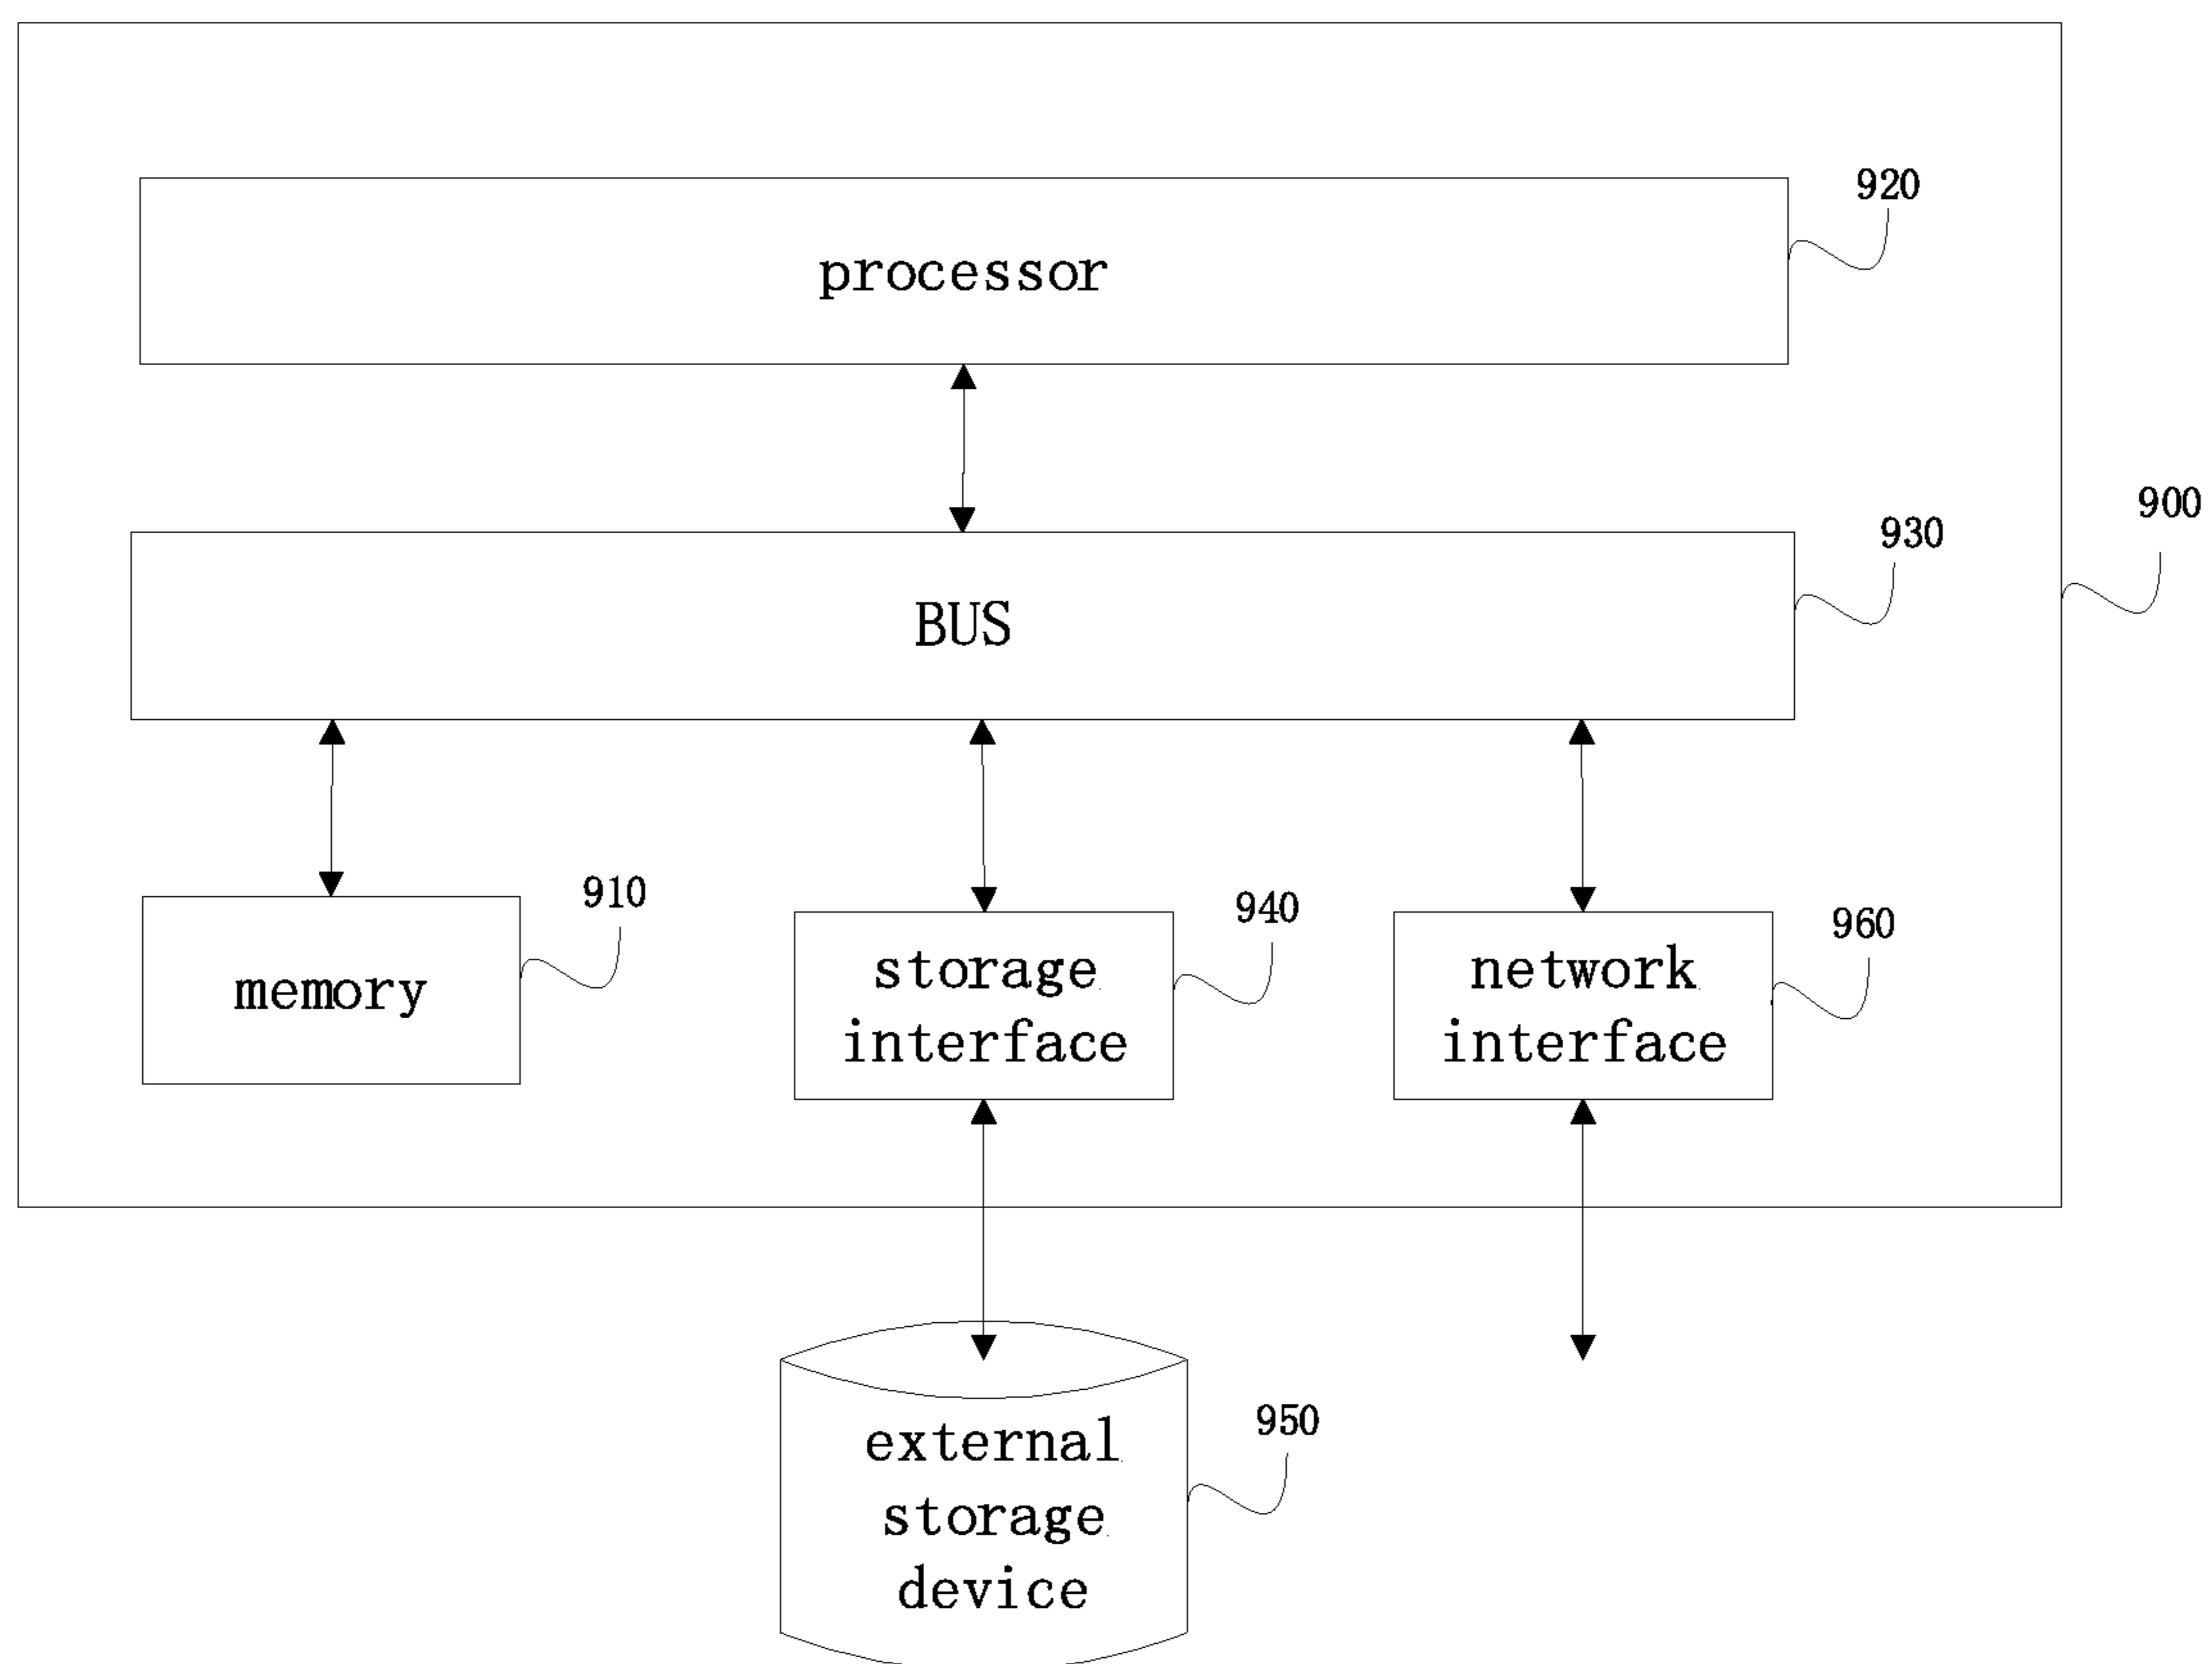 920
processor
900
930
BUS
910
memory
940
storage
interface
960
network
interface
950
external
storage
device